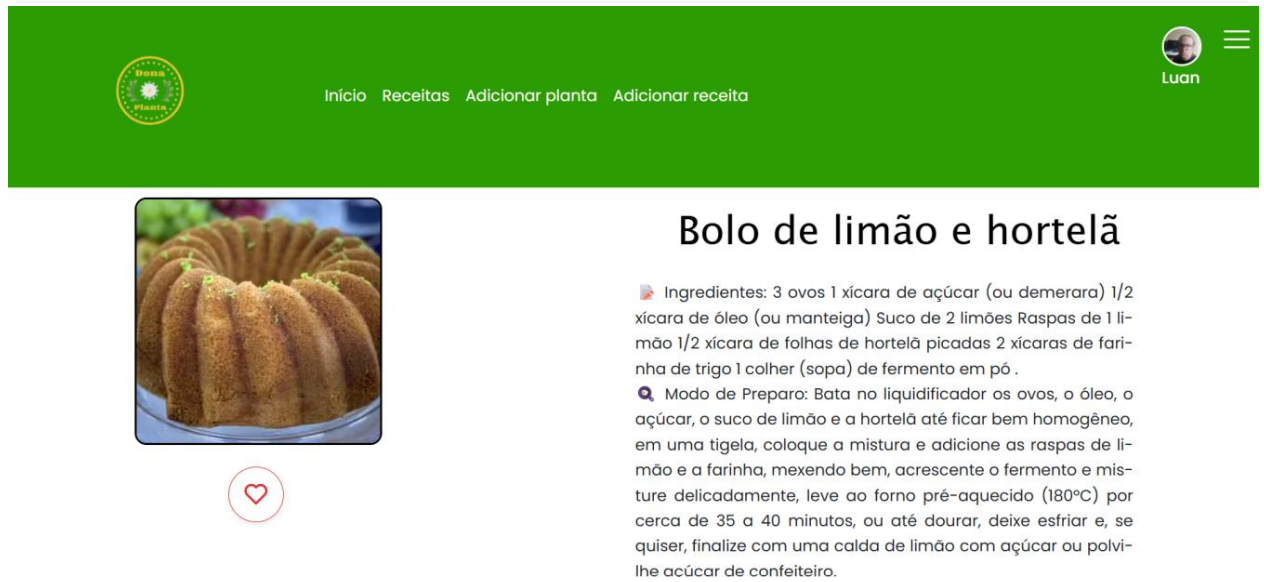 Dona
Planta
Início Receitas Adicionar planta Adicionar receita
Luan
Bolo de limão e hortelã
📝 Ingredientes: 3 ovos 1 xícara de açúcar (ou demerara) 1/2
xícara de óleo (ou manteiga) Suco de 2 limões Raspas de 1 li-
mão 1/2 xícara de folhas de hortelã picadas 2 xícaras de fari-
nha de trigo 1 colher (sopa) de fermento em pó .
🍳 Modo de Preparo: Bata no liquidificador os ovos, o óleo, o
açúcar, o suco de limão e a hortelã até ficar bem homogêneo,
em uma tigela, coloque a mistura e adicione as raspas de li-
mão e a farinha, mexendo bem, acrescente o fermento e mis-
ture delicadamente, leve ao forno pré-aquecido (180ºC) por
cerca de 35 a 40 minutos, ou até dourar, deixe esfriar e, se
quiser, finalize com uma calda de limão com açúcar ou polvi-
lhe açúcar de confeiteiro.